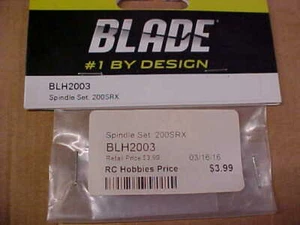 BLADE
#1 BY DESIGN
BLH2003
Spindle Set: 200SRX
Spindle Set: 200SRX
BLH2003
Retail Price $3.99 03/16/16
RC Hobbies Price $3.99